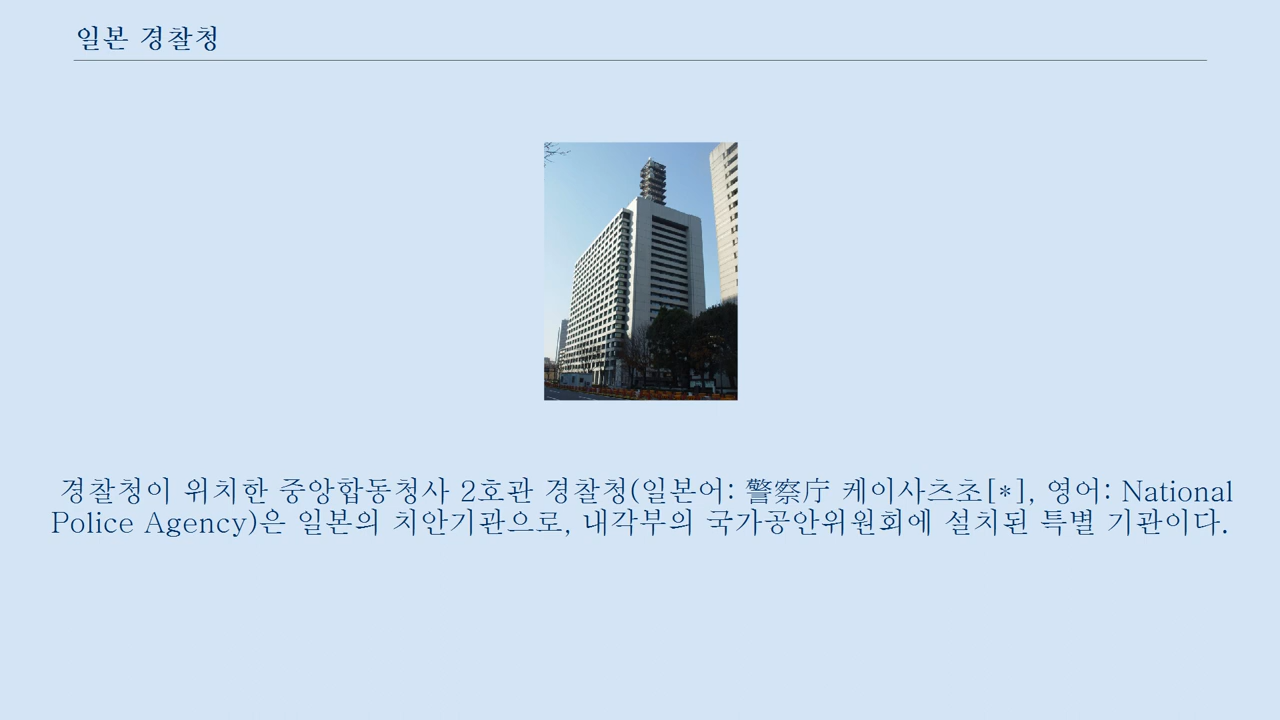 일본 경찰청
경찰청이 위치한 중앙합동청사 2호관 경찰청(일본어: 警察庁 케이사츠초[*], 영어: National
Police Agency)은 일본의 치안기관으로, 내각부의 국가공안위원회에 설치된 특별 기관이다.